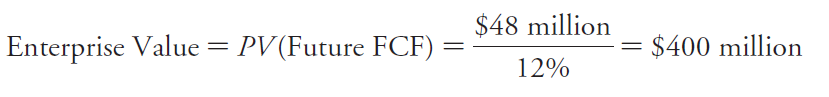 Enterprise Value = PV(Future FCF) = $48 million / 12% = $400 million